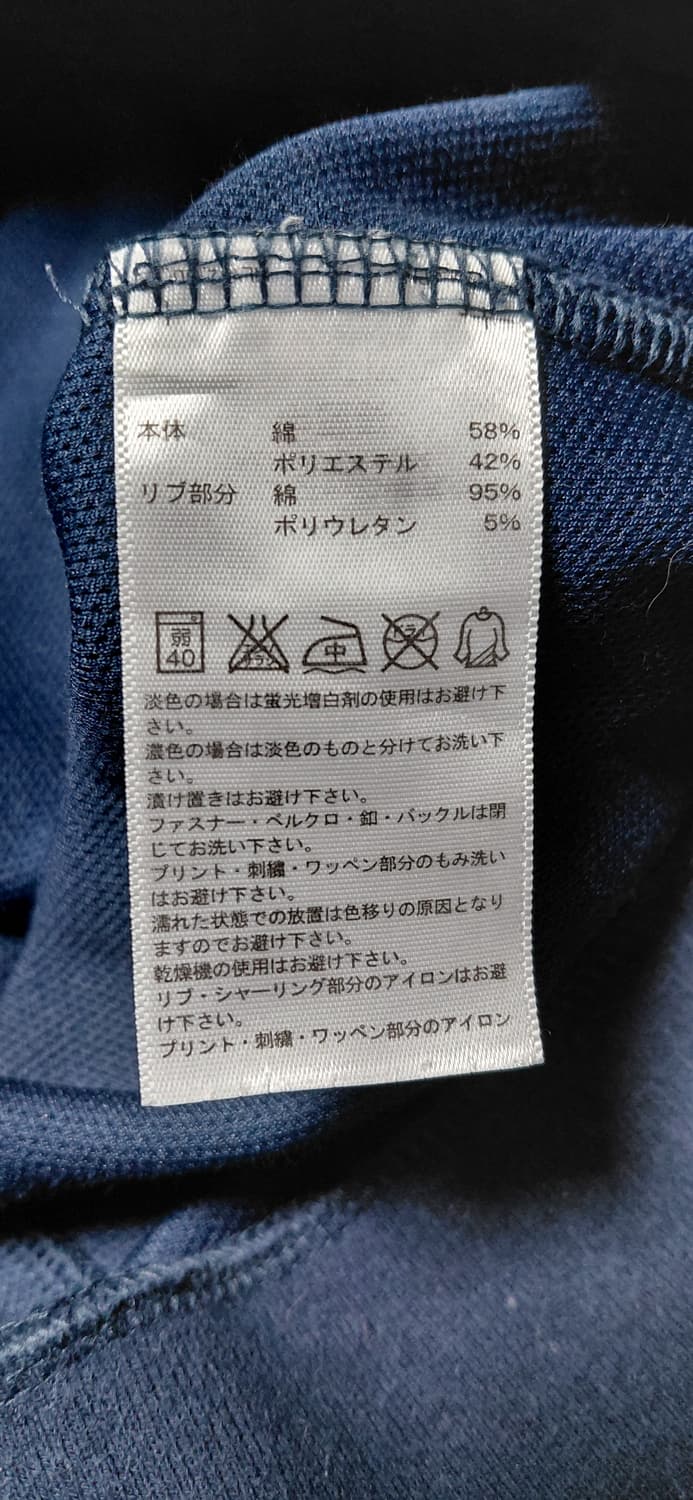 本体 綿 58%
ポリエステル 42%
リブ部分 綿 95%
ポリウレタン 5%
弱
40
中
淡色の場合は蛍光増白剤の使用はお避け下
さい。
濃色の場合は淡色のものと分けてお洗い下
さい。
漬け置きはお避け下さい。
ファスナー・ベルクロ・釦・バックルは閉
じてお洗い下さい。
プリント・刺繍・ワッペン部分のもみ洗い
はお避け下さい。
濡れた状態での放置は色移りの原因となり
ますのでお避け下さい。
乾燥機の使用はお避け下さい。
リブ・シャーリング部分のアイロンはお避
け下さい。
プリント・刺繍・ワッペン部分のアイロン